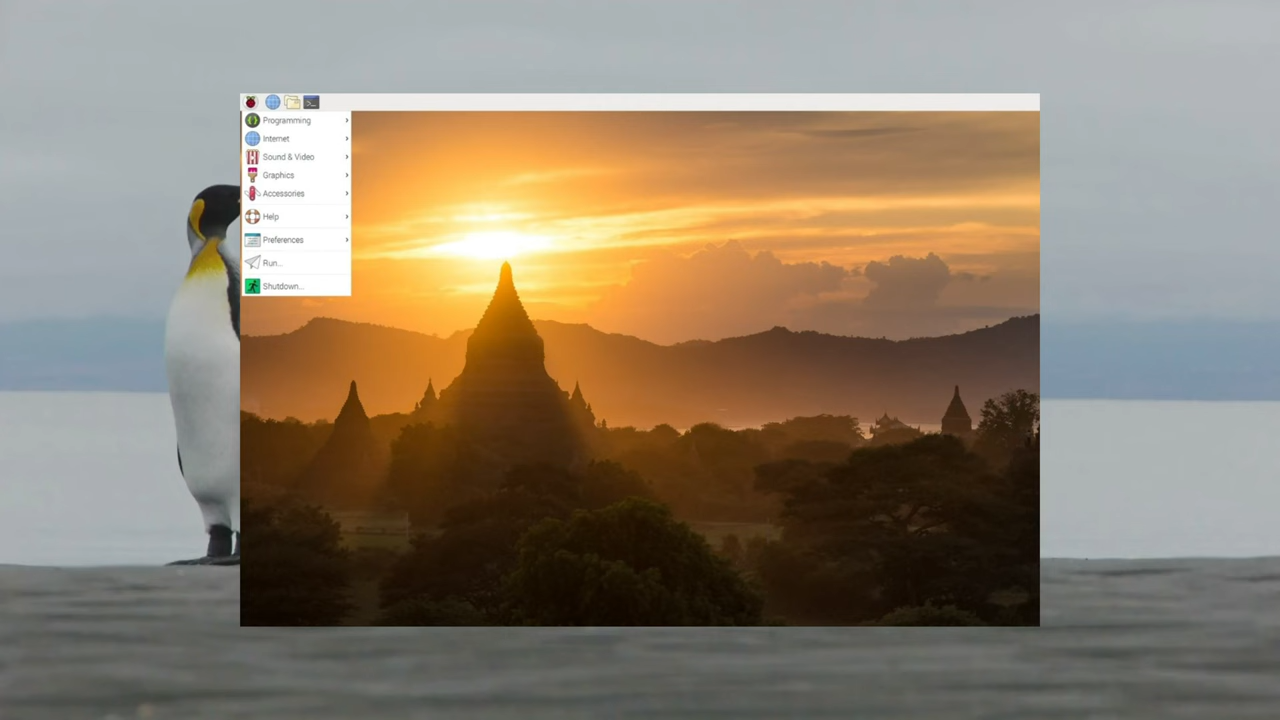 Programming
Internet
Sound & Video
Graphics
Accessories
Help
Preferences
Run...
Shutdown...